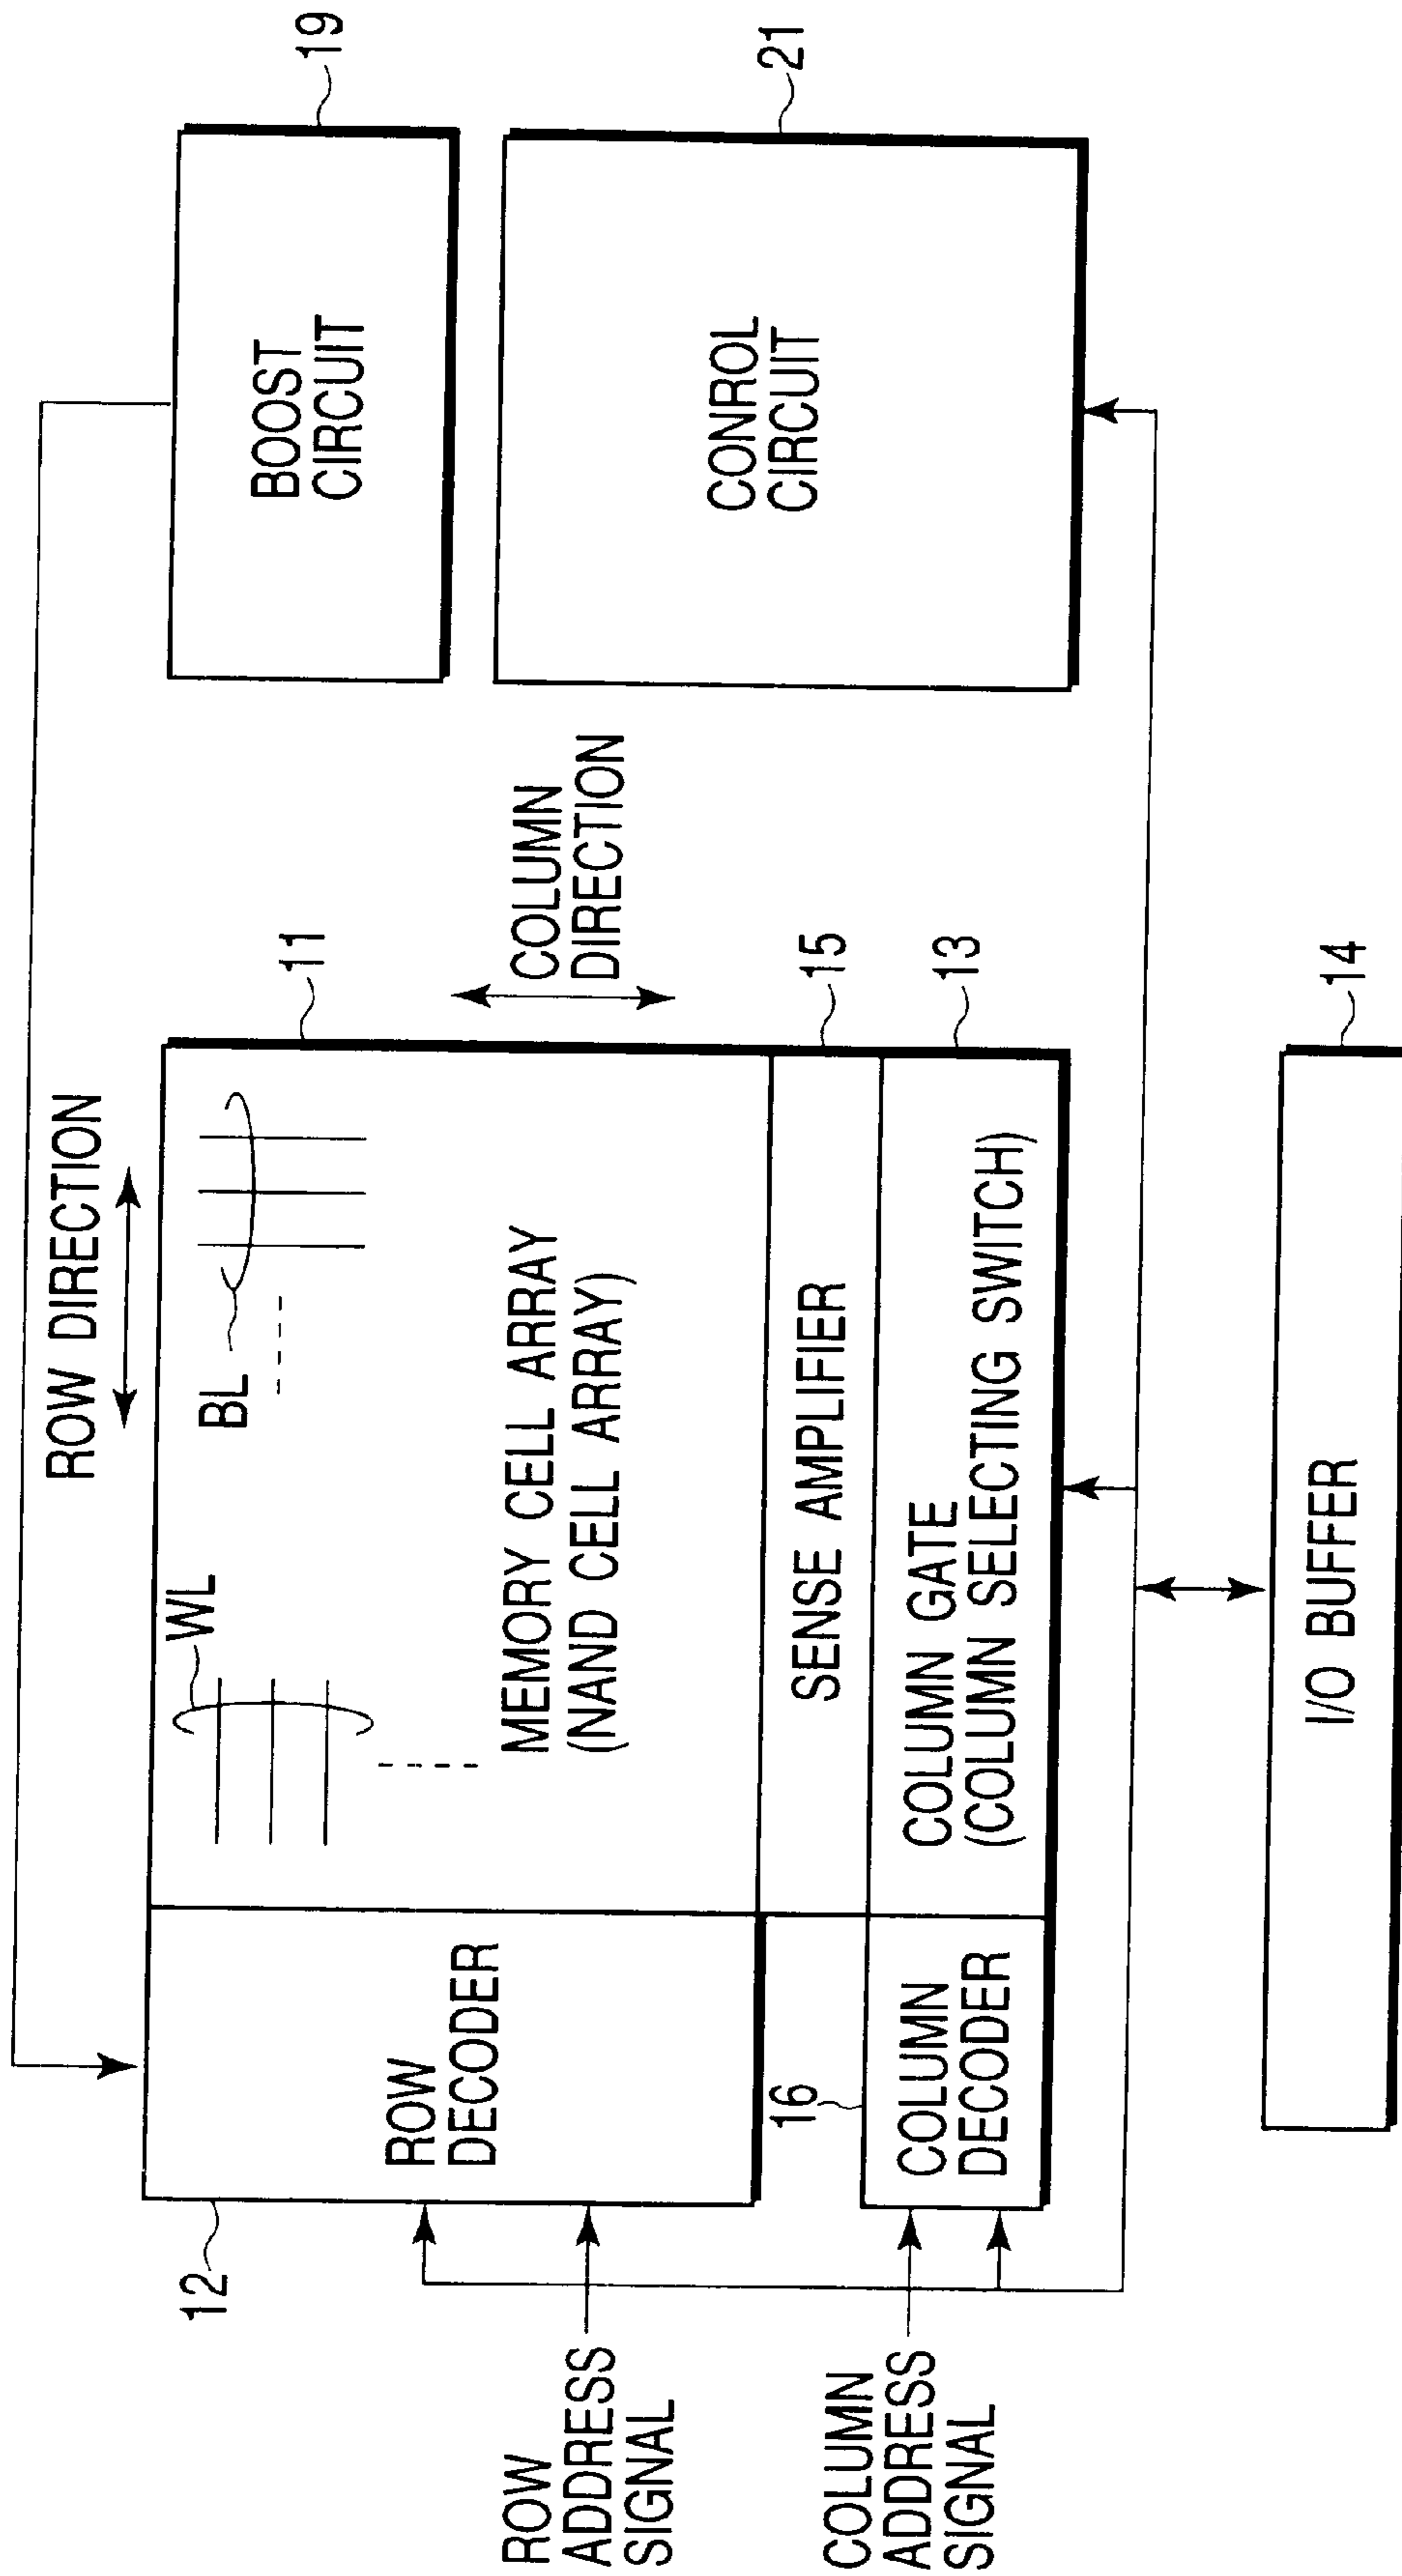 ROW DIRECTION
BL
WL
11
MEMORY CELL ARRAY
(NAND CELL ARRAY)
COLUMN
DIRECTION
BOOST
CIRCUIT
19
12
ROW
DECODER
ROW
ADDRESS
SIGNAL
SENSE AMPLIFIER
15
CONROL
CIRCUIT
21
16
COLUMN
DECODER
COLUMN
ADDRESS
SIGNAL
COLUMN GATE
(COLUMN SELECTING SWITCH)
13
I/O BUFFER
14